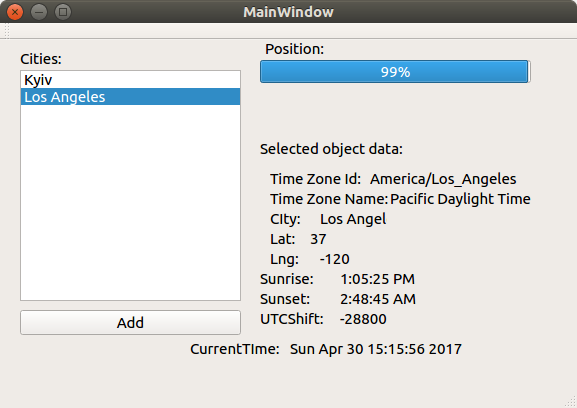 MainWindow
Cities:
Kyiv
Los Angeles
Add
Position:
99%
Selected object data:
Time Zone Id: America/Los_Angeles
Time Zone Name: Pacific Daylight Time
CIty: Los Angel
Lat: 37
Lng: -120
Sunrise: 1:05:25 PM
Sunset: 2:48:45 AM
UTCShift: -28800
CurrentTIme: Sun Apr 30 15:15:56 2017